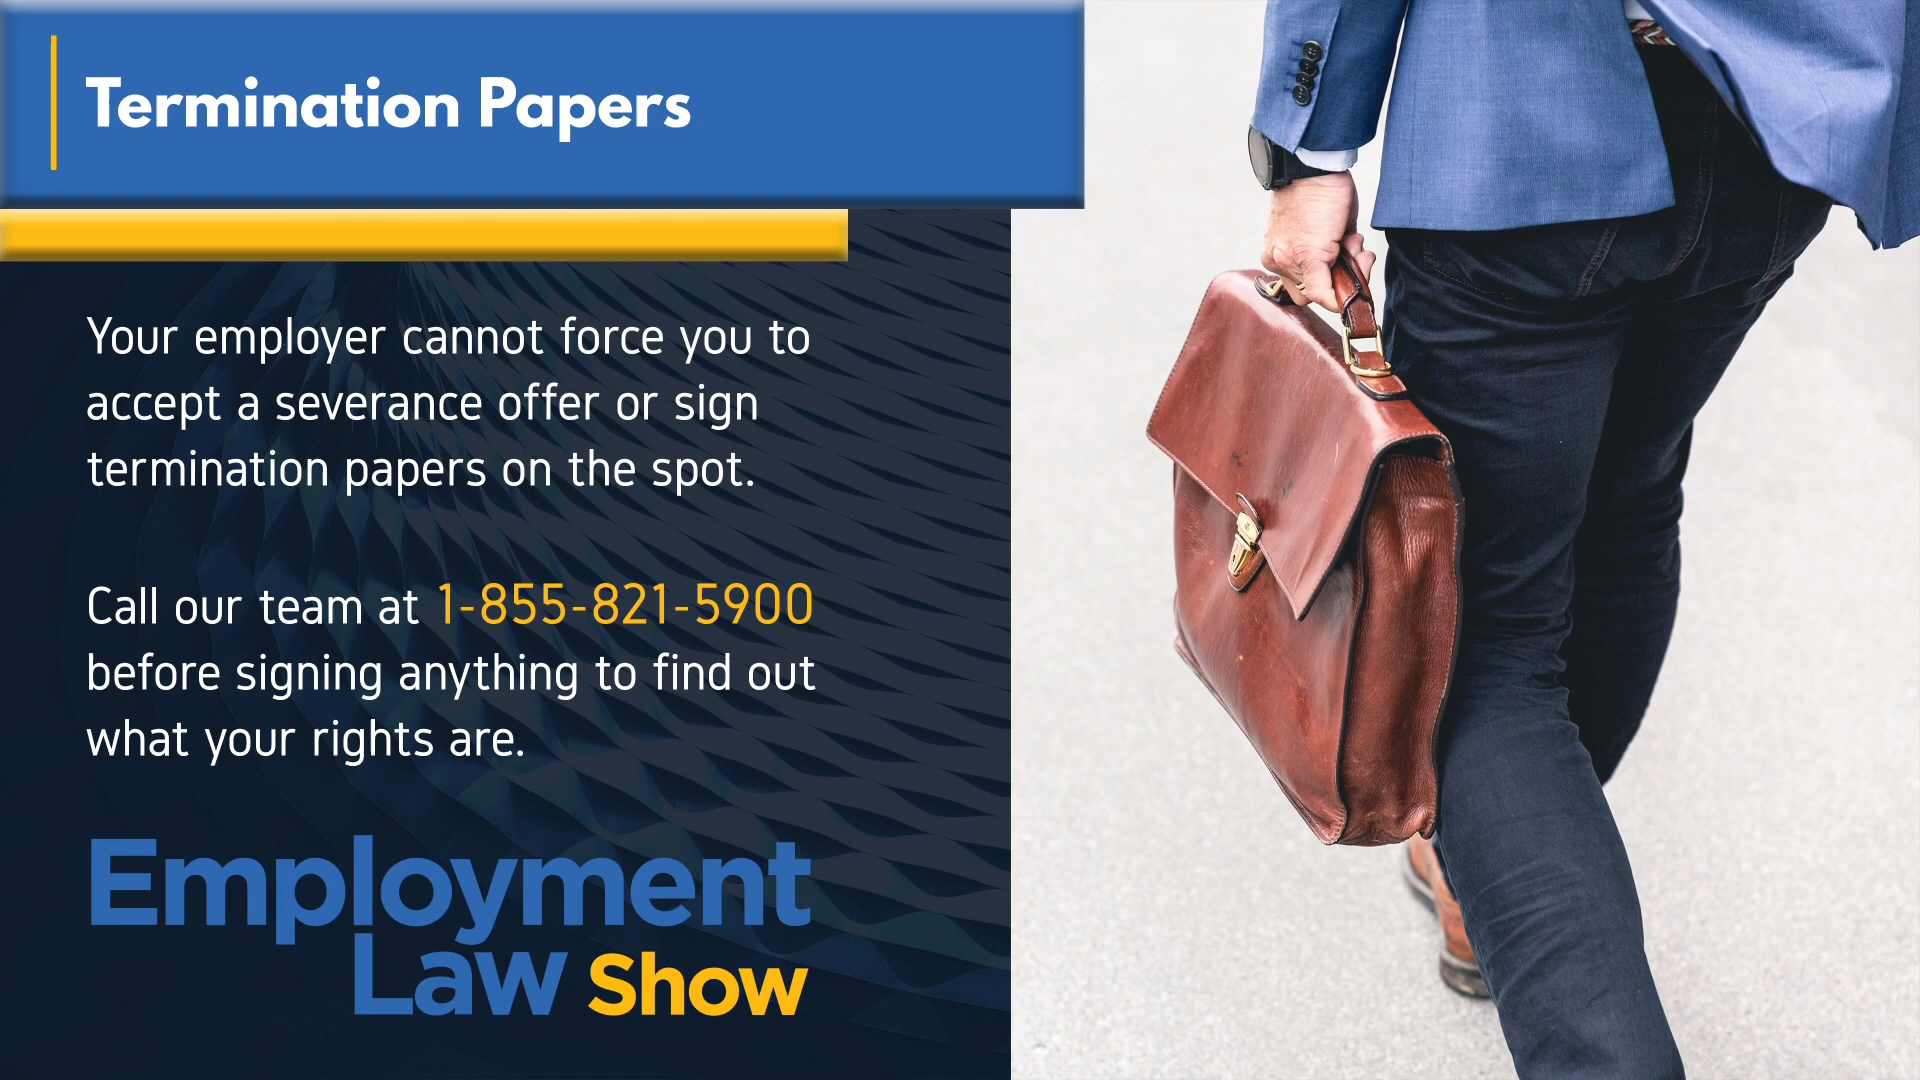 Termination Papers
Your employer cannot force you to
accept a severance offer or sign
termination papers on the spot.
Call our team at 1-855-821-5900
before signing anything to find out
what your rights are.
Employment
Law Show